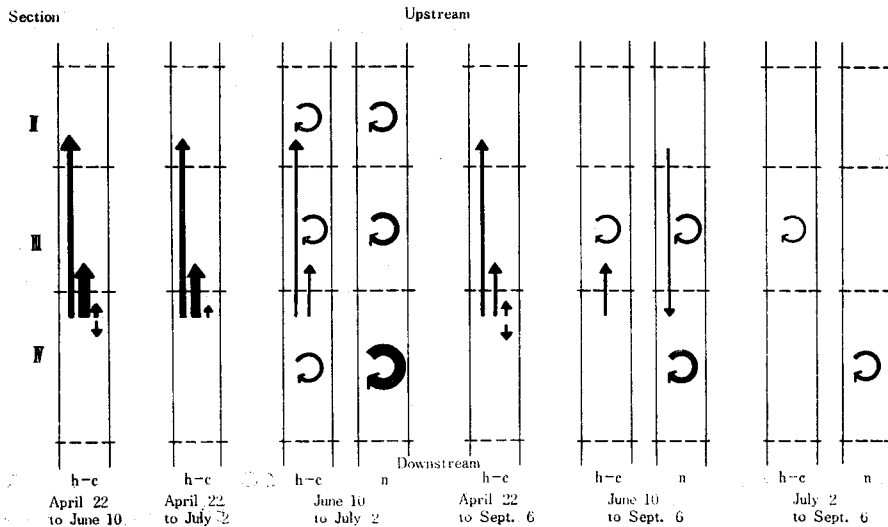 Section Upstream
II
III
IV
Downstream
h-c h-c h-c n h-c h-c n h-c n
April 22 April 22 June 10 April 22 June 10 July 2
to June 10 to July 2 to July 2 to Sept. 6 to Sept. 6 to Sept. 6